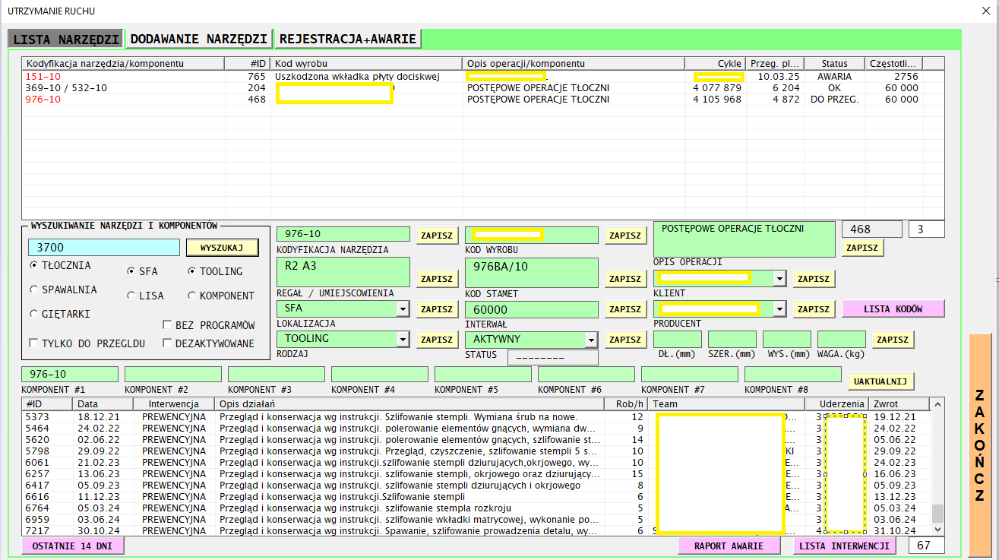 UTRZYMANIE RUCHU
LISTA NARZĘDZI DODAWANIE NARZĘDZI REJESTRACJA+AWARIE
Kodyfikacja narzędzia/komponentu #ID Kod wyrobu Opis operacji/komponentu Cykle Przeg. pl... Status Częstotli...
151-10 765 Uszkodzona wkładka płyty dociskwej 10.03.25 AWARIA 2756
369-10 / 532-10 204 POSTĘPOWE OPERACJE TŁOCZNI 4 077 879 6 204 OK 60 000
976-10 468 POSTĘPOWE OPERACJE TŁOCZNI 4 105 968 4 872 DO PRZEG. 60 000
WYSZUKIWANIE NARZĘDZI I KOMPONENTÓW
3700 WYSZUKAJ
TŁOCZNIA SFA TOOLING
SPAWALNIA LISA KOMPONENT
GIĘTARKI
BEZ PROGRAMÓW
TYLKO DO PRZEGLDU DEZAKTYWOWANE
976-10 ZAPISZ
KODYFIKACJA NARZĘDZIA
R2 A3 ZAPISZ
REGAŁ / UMIEJSCOWIENIA
SFA ZAPISZ
LOKALIZACJA
TOOLING ZAPISZ
RODZAJ
ZAPISZ
KOD WYROBU
976BA/10 ZAPISZ
KOD STAMET
60000 ZAPISZ
INTERWAŁ
AKTYWNY ZAPISZ
STATUS ________
POSTĘPOWE OPERACJE TŁOCZNI 468 3
ZAPISZ
OPIS OPERACJI
ZAPISZ
KLIENT
ZAPISZ LISTA KODÓW
PRODUCENT
ZAPISZ
DŁ.(mm) SZER.(mm) WYS.(mm) WAGA.(kg)
976-10 UAKTUALNIJ
KOMPONENT #1 KOMPONENT #2 KOMPONENT #3 KOMPONENT #4 KOMPONENT #5 KOMPONENT #6 KOMPONENT #7 KOMPONENT #8
#ID Data Interwencja Opis działań Rob/h Team Uderzenia Zwrot
5373 18.12.21 PREWENCYJNA Przegląd i konserwacja wg instrukcji. Szlifowanie stempli. Wymiana śrub na nowe. 12 3 19.12.21
5464 24.02.22 PREWENCYJNA Przegląd i konserwacja wg instrukcji. polerowanie elementów gnących, wymiana dw... 9 3 24.02.22
5620 02.06.22 PREWENCYJNA Przegląd i konserwacja wg instrukcji. polerowanie elementów gnących, szlifowanie st... 14 3 05.06.22
5798 29.09.22 PREWENCYJNA Przegląd i konserwacja wg instrukcji. Przegląd, czyszczenie, szlifowanie stempli 5 s... 10 KI 3 29.09.22
6061 21.02.23 PREWENCYJNA Przegląd i konserwacja wg instrukcji.szlifowanie stempli dziurujących,okrjowego, wy... 10 E... 3 24.02.23
6257 13.06.23 PREWENCYJNA Przegląd i konserwacja wg instrukcji. szlifowanie stempli, okrjowego oraz dziurujący... 15 E... 3 16.06.23
6417 05.09.23 PREWENCYJNA Przegląd i konserwacja wg instrukcji. szlifowanie stempli dziurujących i okrjowego 8 E... 3 05.09.23
6616 11.12.23 PREWENCYJNA Przegląd i konserwacja wg instrukcji.Szlifowanie stempli 6 E... 3 13.12.23
6764 05.03.24 PREWENCYJNA Przegląd i konserwacja wg instrukcji. szlifowanie stempla rozkroju 5 A... 3 05.03.24
6959 03.06.24 PREWENCYJNA Przegląd i konserwacja wg instrukcji. szlifowanie wkładki matrycowej, wykonanie po... 5 3 03.06.24
7217 30.10.24 PREWENCYJNA Przegląd i konserwacja wg instrukcji. Spawanie, szlifowanie prowadzenia detalu, wy... 6 4 31.10.24
OSTATNIE 14 DNI RAPORT AWARIE LISTA INTERWENCJI 67
ZAKOŃCZ